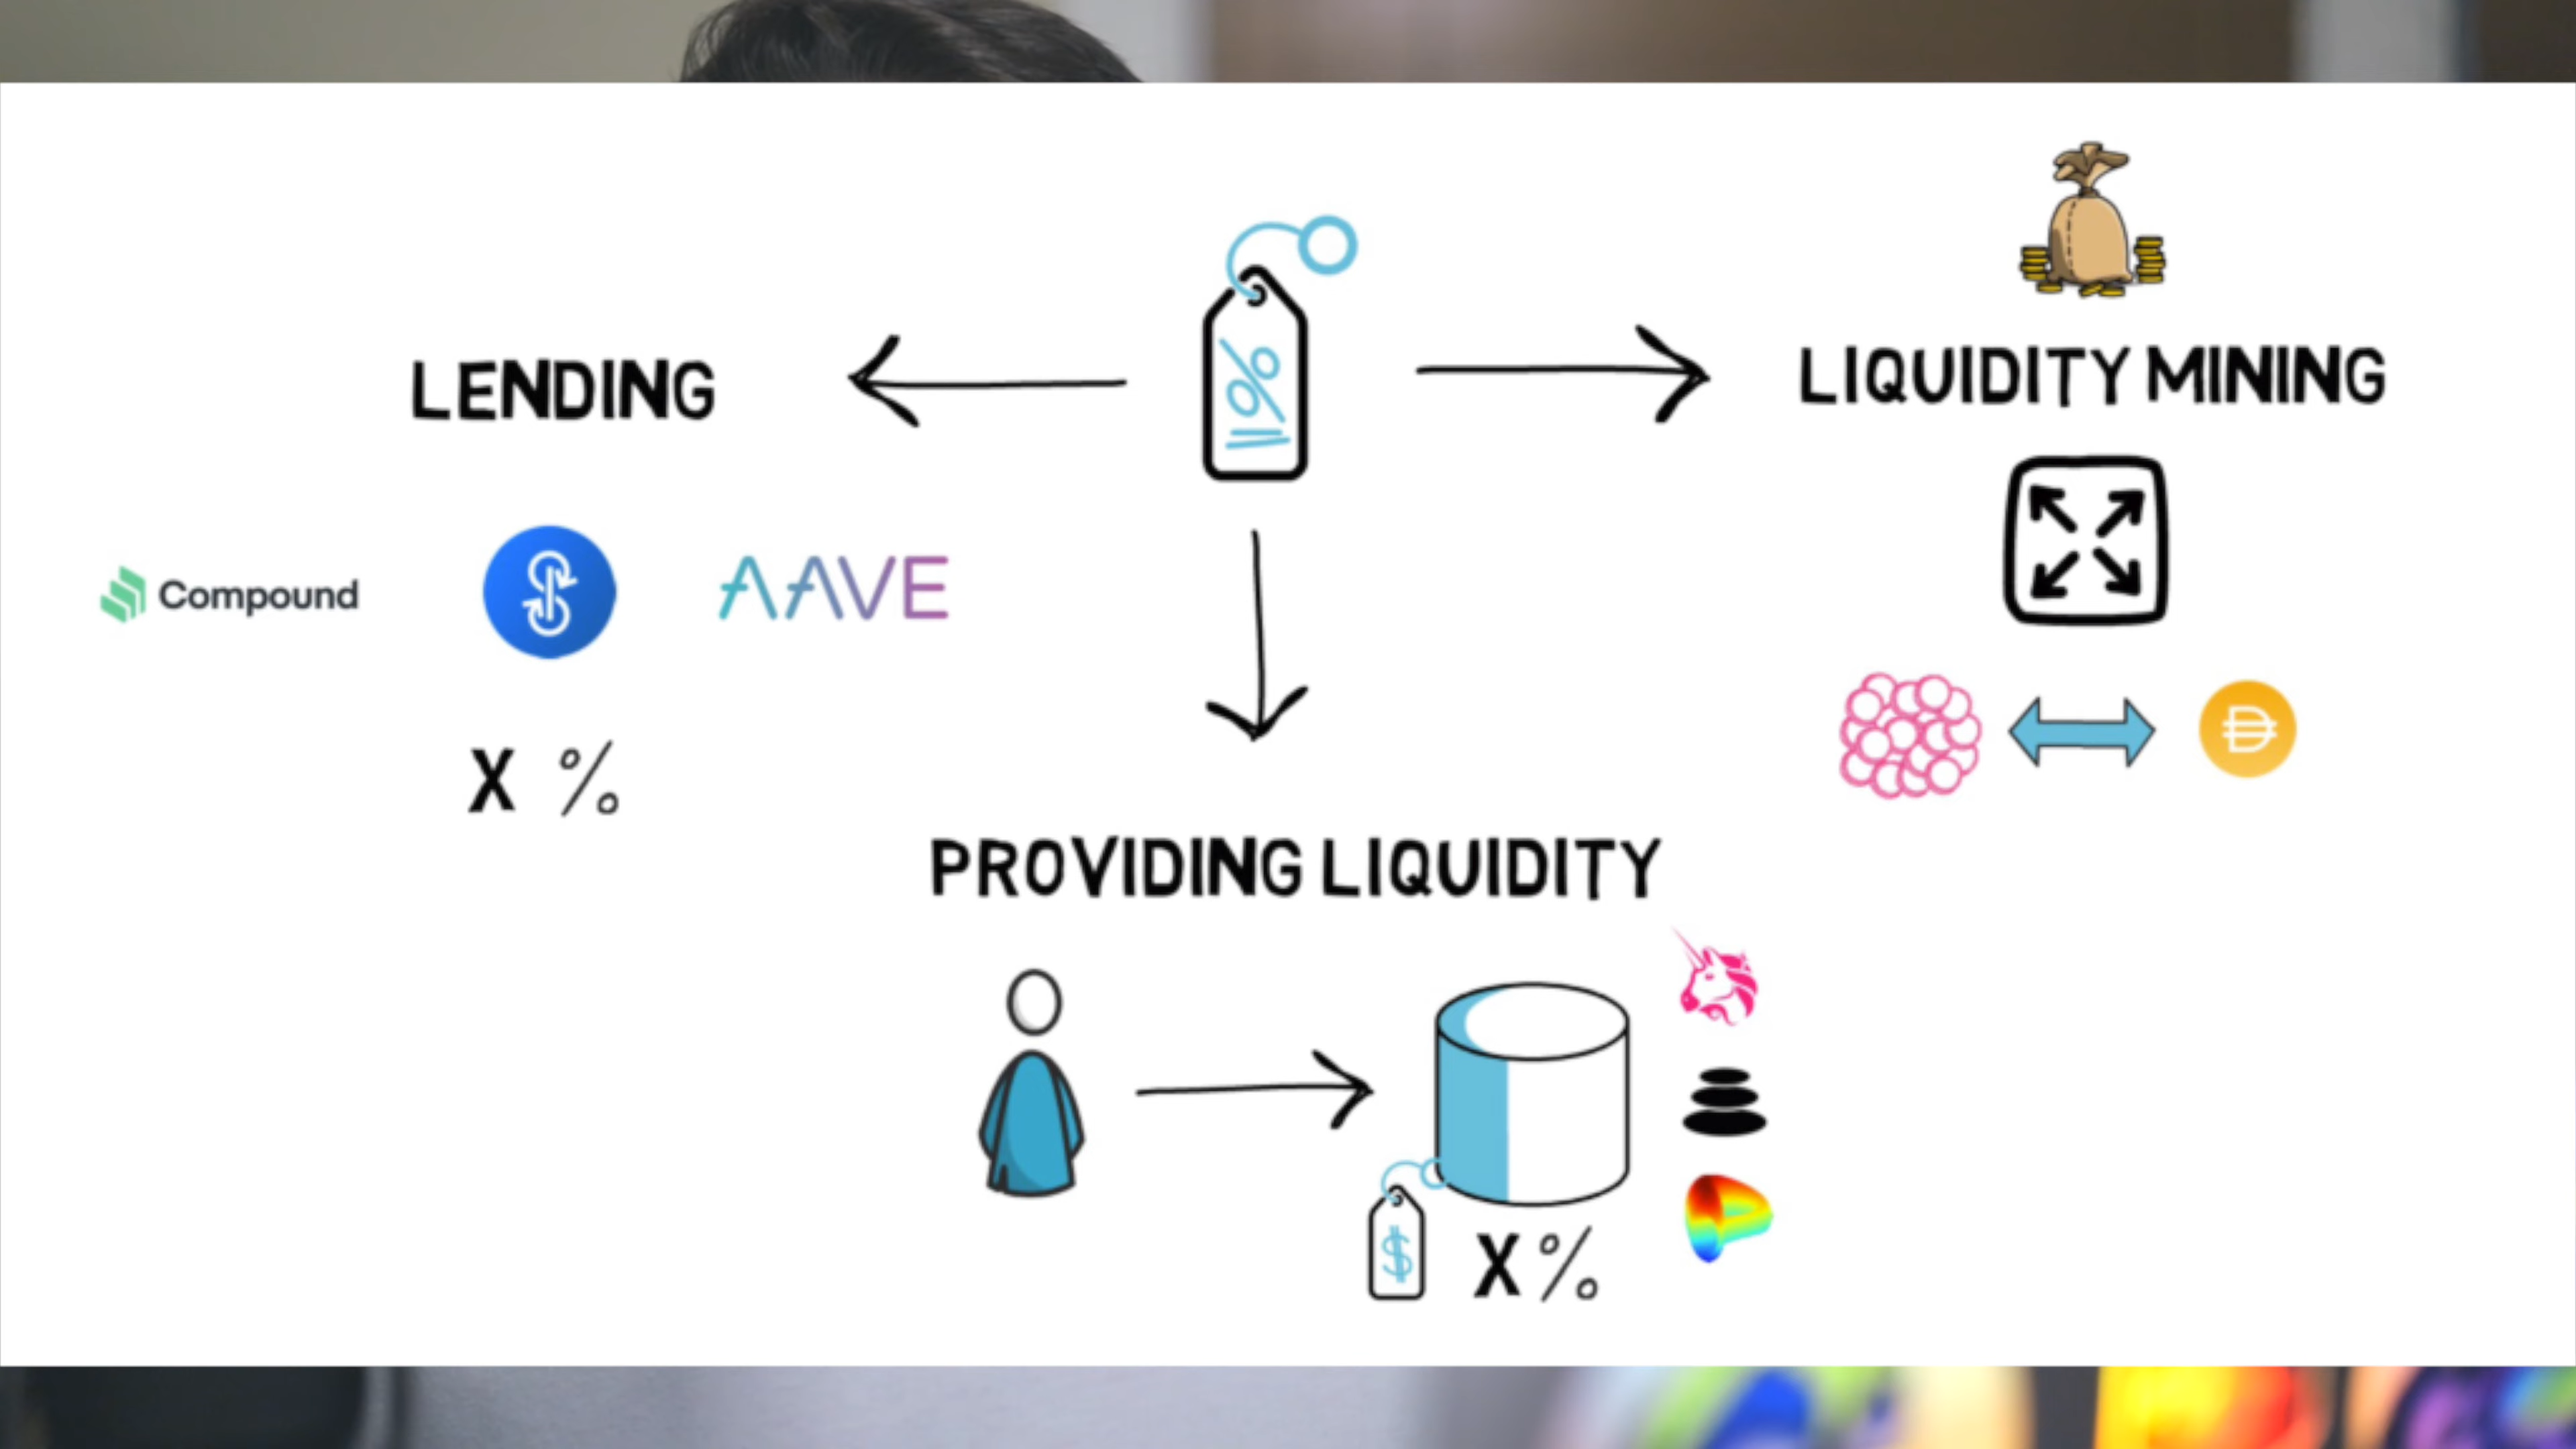 LIQUIDITY MINING
LENDING
%
Compound
AAVE
X %
PROVIDING LIQUIDITY
$
X %